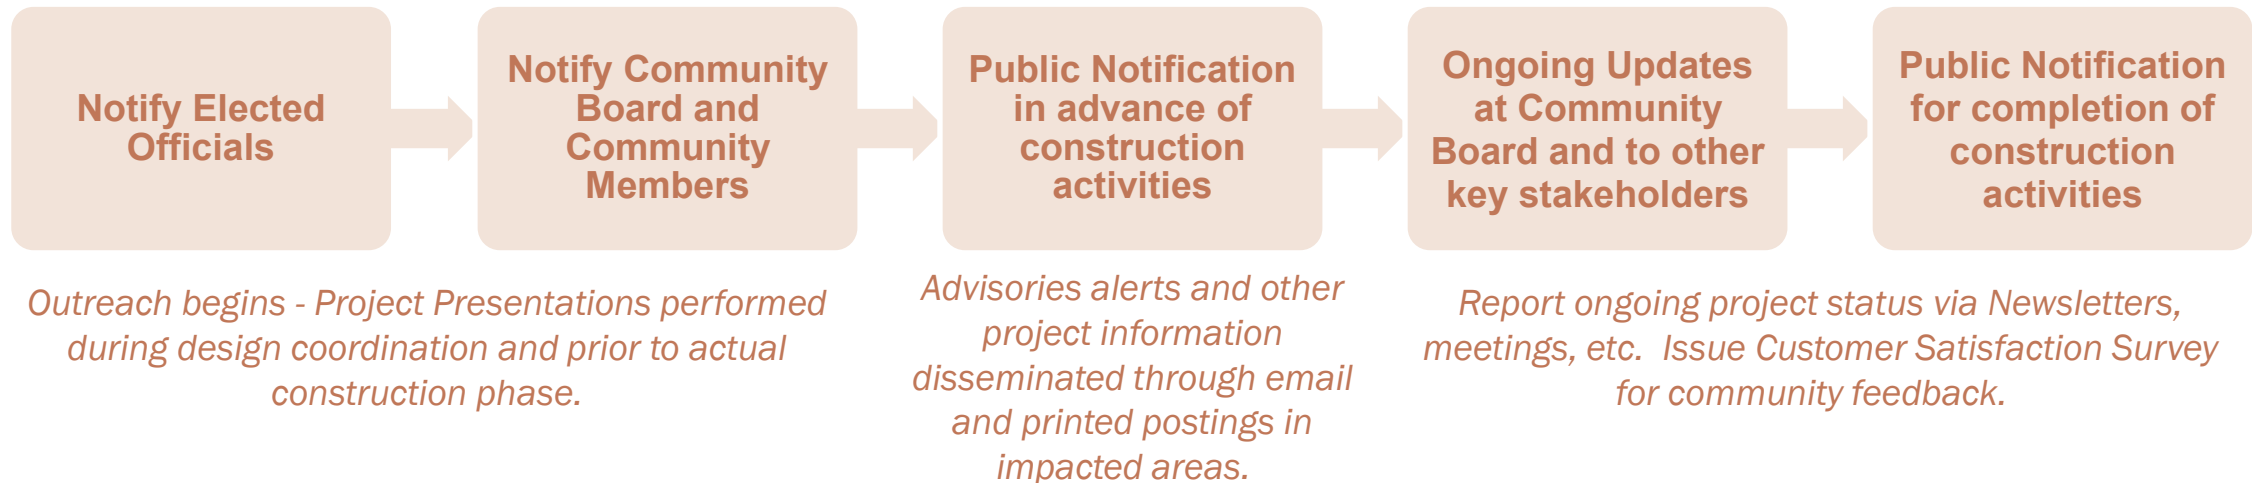 Notify Elected
Officials
Notify Community
Board and
Community
Members
Public Notification
in advance of
construction
activities
Ongoing Updates
at Community
Board and to other
key stakeholders
Public Notification
for completion of
construction
activities
Outreach begins - Project Presentations performed
during design coordination and prior to actual
construction phase.
Advisories alerts and other
project information
disseminated through email
and printed postings in
impacted areas.
Report ongoing project status via Newsletters,
meetings, etc.  Issue Customer Satisfaction Survey
for community feedback.